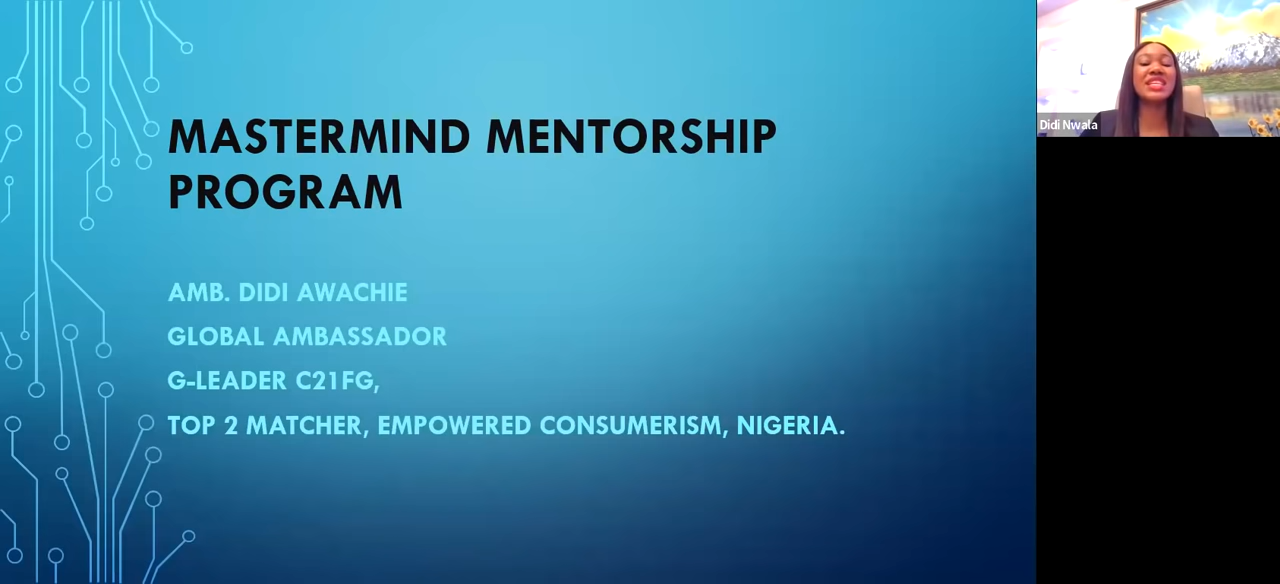 MASTERMIND MENTORSHIP
PROGRAM
AMB. DIDI AWACHIE
GLOBAL AMBASSADOR
G-LEADER C21FG,
TOP 2 MATCHER, EMPOWERED CONSUMERISM, NIGERIA.
Didi Nwala